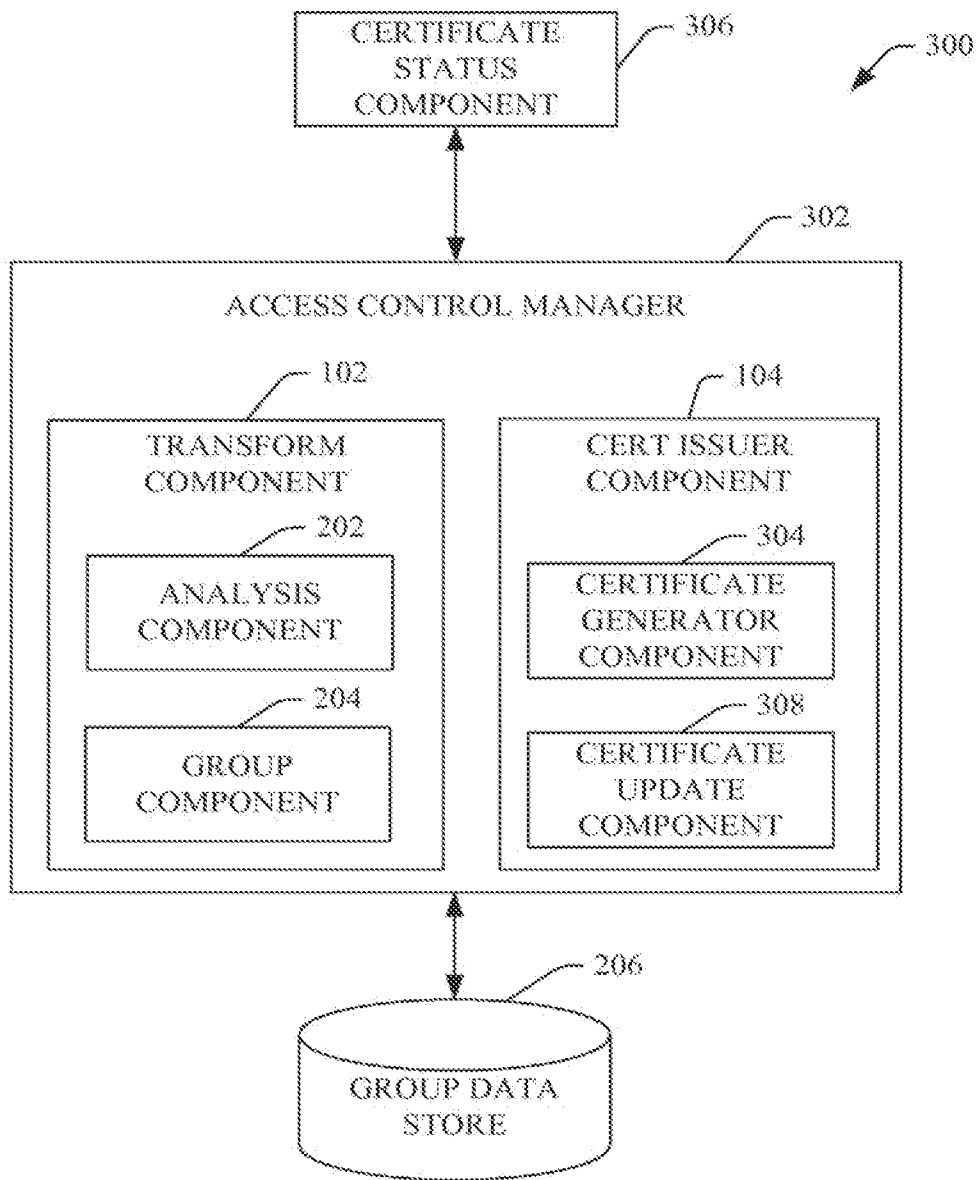 CERTIFICATE
STATUS
COMPONENT
306
300
302
ACCESS CONTROL MANAGER
102
TRANSFORM
COMPONENT
202
ANALYSIS
COMPONENT
204
GROUP
COMPONENT
104
CERT ISSUER
COMPONENT
304
CERTIFICATE
GENERATOR
COMPONENT
308
CERTIFICATE
UPDATE
COMPONENT
206
GROUP DATA
STORE